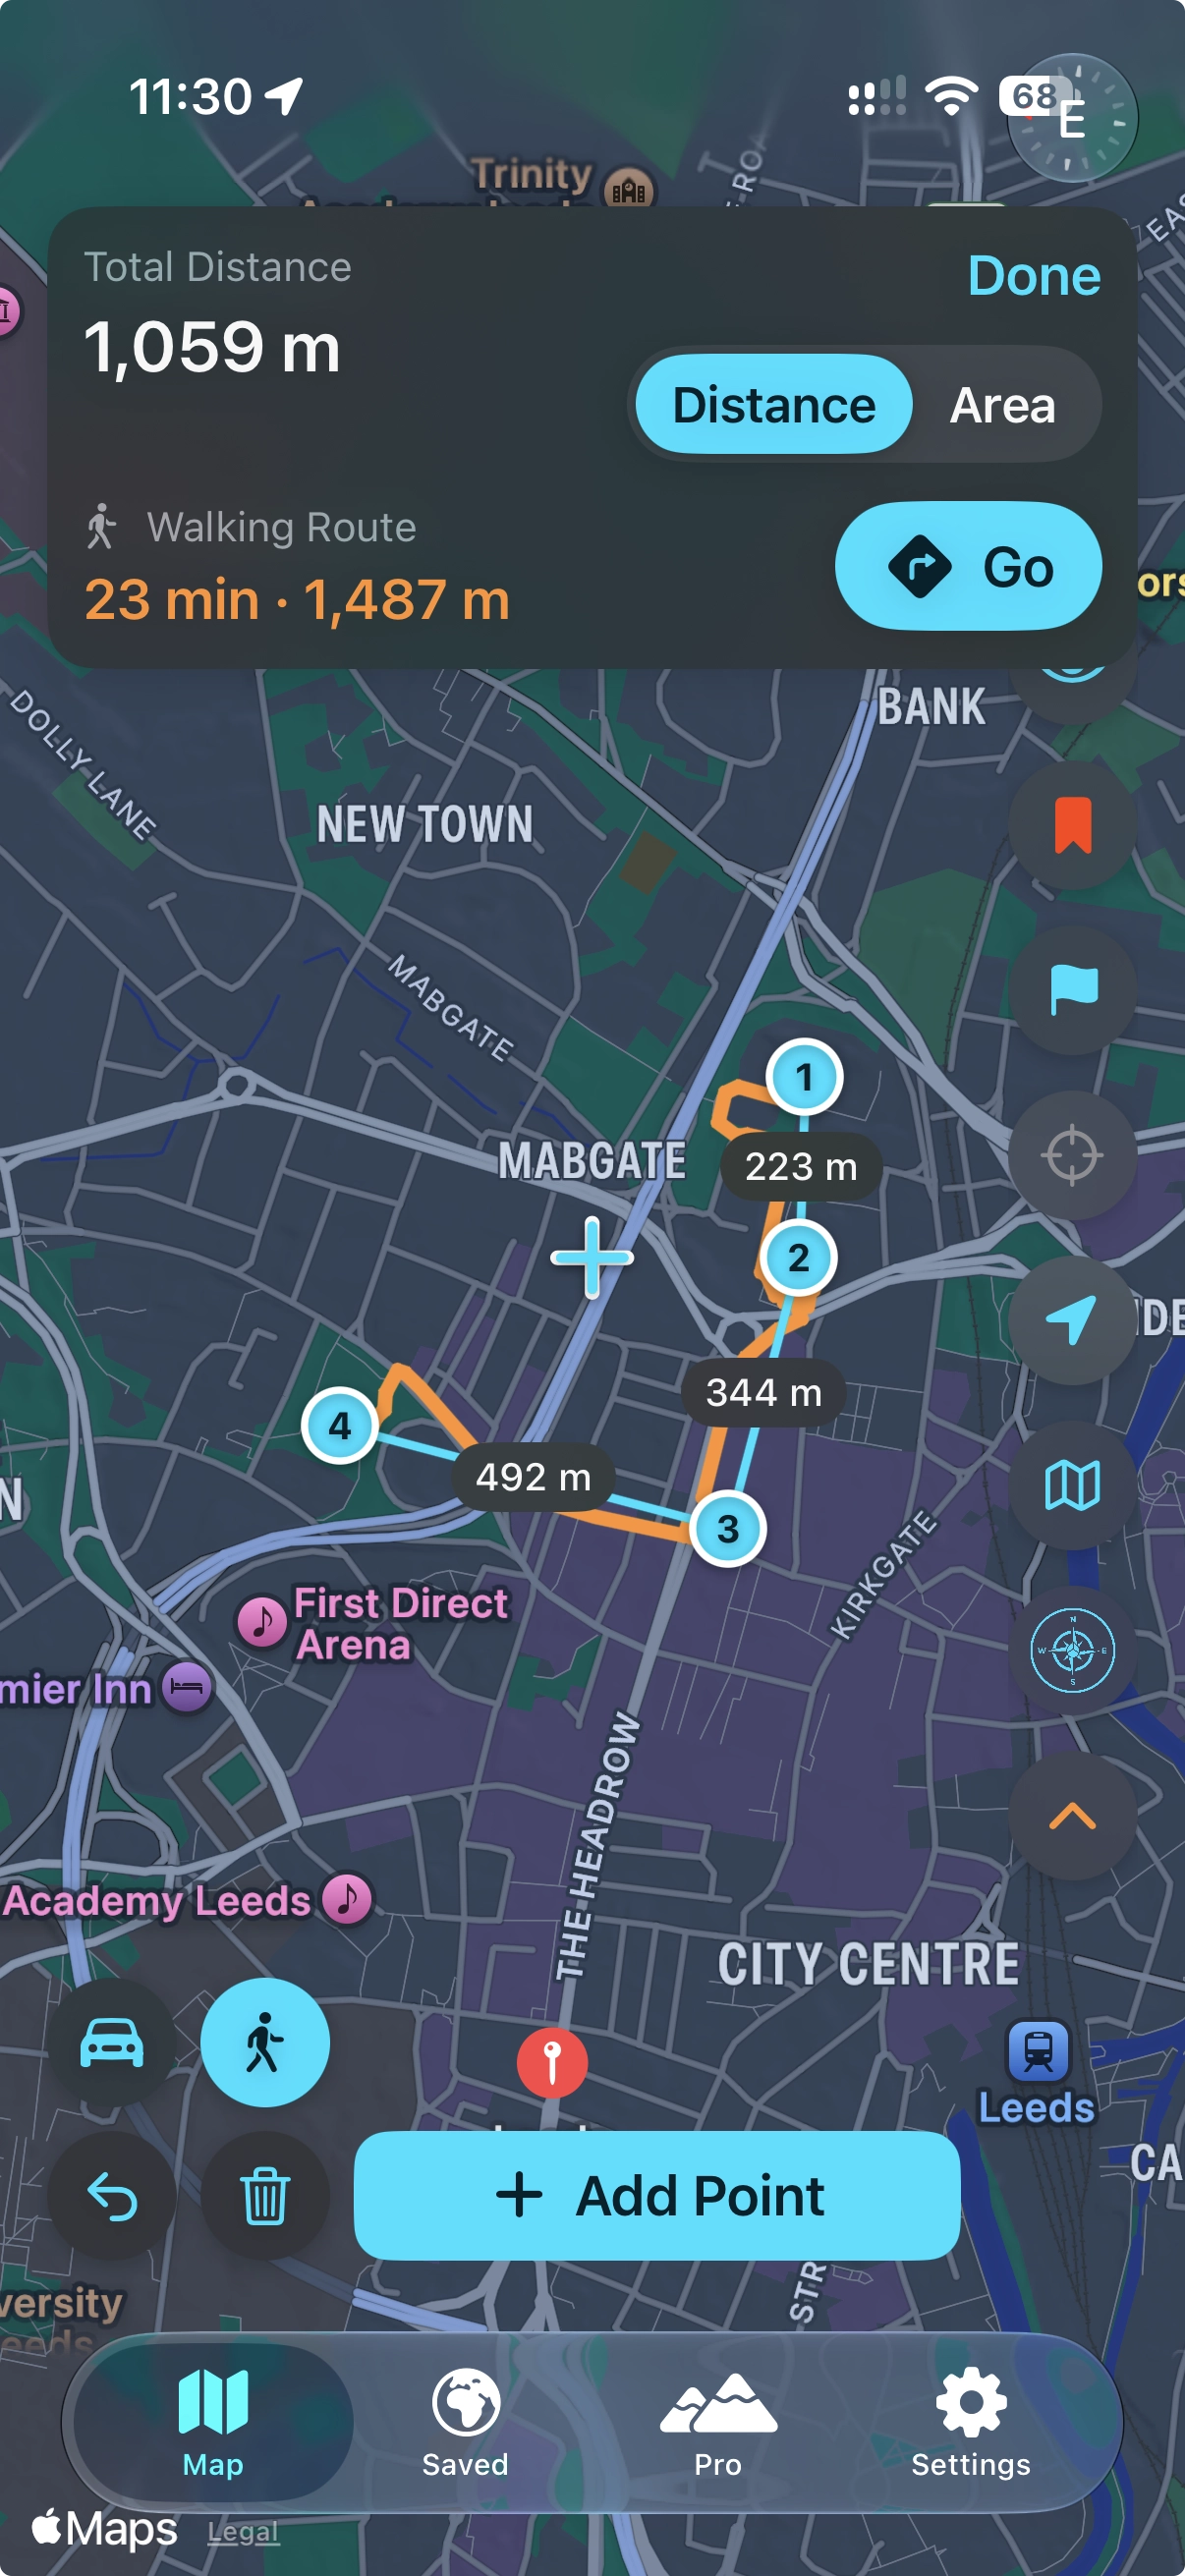 11:30
68
E
Trinity
Total Distance
Done
1,059 m
Distance
Area
Walking Route
23 min · 1,487 m
Go
BANK
DOLLY LANE
NEW TOWN
MABGATE
1
MABGATE
223 m
2
344 m
4
492 m
3
KIRKGATE
First Direct
Arena
mier Inn
N
W
E
S
THE HEADROW
Academy Leeds
CITY CENTRE
Leeds
CA
Add Point
STR
versity
eeds
Map
Saved
Pro
Settings
Maps
Legal